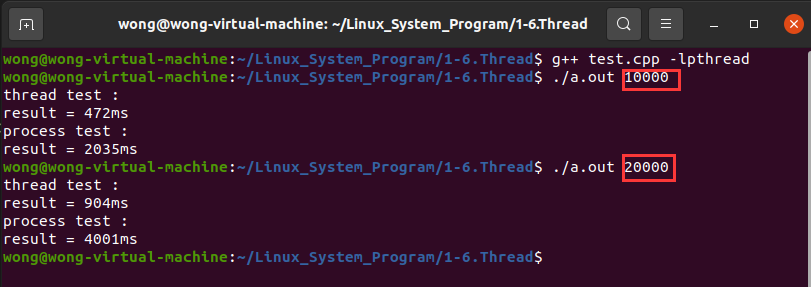 wong@wong-virtual-machine: ~/Linux_System_Program/1-6.Thread
wong@wong-virtual-machine:~/Linux_System_Program/1-6.Thread$ g++ test.cpp -lpthread
wong@wong-virtual-machine:~/Linux_System_Program/1-6.Thread$ ./a.out 10000
thread test :
result = 472ms
process test :
result = 2035ms
wong@wong-virtual-machine:~/Linux_System_Program/1-6.Thread$ ./a.out 20000
thread test :
result = 904ms
process test :
result = 4001ms
wong@wong-virtual-machine:~/Linux_System_Program/1-6.Thread$